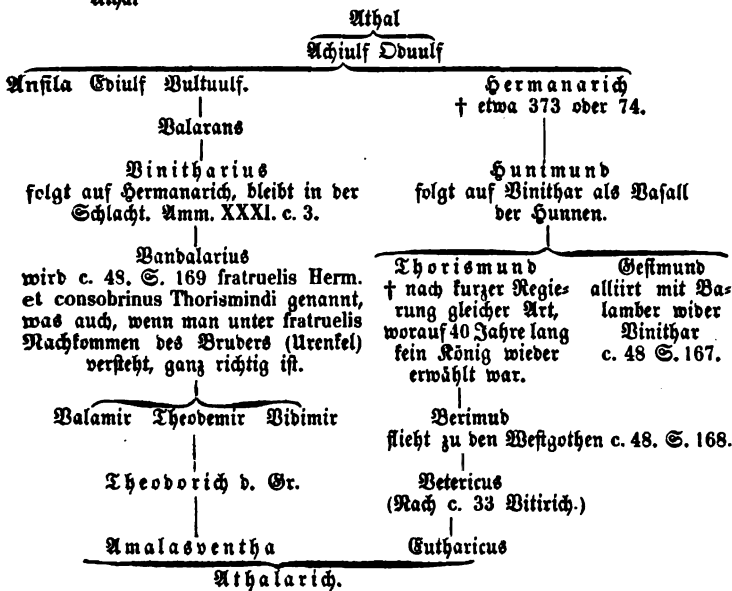 Athal
Athal
Achiulf Oduulf
Ansila Ediulf Vultuulf.
Hermanarich
† etwa 373 oder 74.
Valarans
Vinitharius
folgt auf Hermanarich, bleibt in der
Schlacht. Amm. XXXI. c. 3.
Hunimund
folgt auf Vinithar als Vasall
der Hunnen.
Vandalarius
wird c. 48. S. 169 fratruelis Herm.
et consobrinus Thorismindi genannt,
was auch, wenn man unter fratruelis
Nachkommen des Bruders (Urenkel)
versteht, ganz richtig ist.
Thorismund
† nach kurzer Regie-
rung gleicher Art,
worauf 40 Jahre lang
kein König wieder
erwählt war.
Gesimund
alliirt mit Ba-
lamber wider
Vinithar
c. 48 S. 167.
Valamir Theodemir Vidimir
Berimud
flieht zu den Westgothen c. 48. S. 168.
Theodorich d. Gr.
Vetericus
(Nach c. 33 Vitirich.)
Amalasventha
Eutharicus
Athalarich.